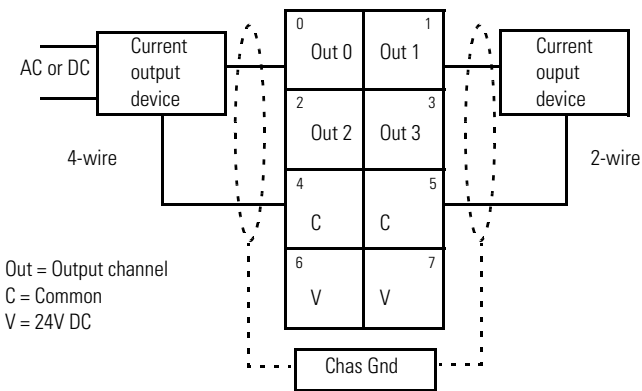 AC or DC
Current
output
device
0
Out 0
1
Out 1
Current
ouput
device
2
Out 2
3
Out 3
4-wire
2-wire
4
C
5
C
Out = Output channel
C = Common
V = 24V DC
6
V
7
V
Chas Gnd